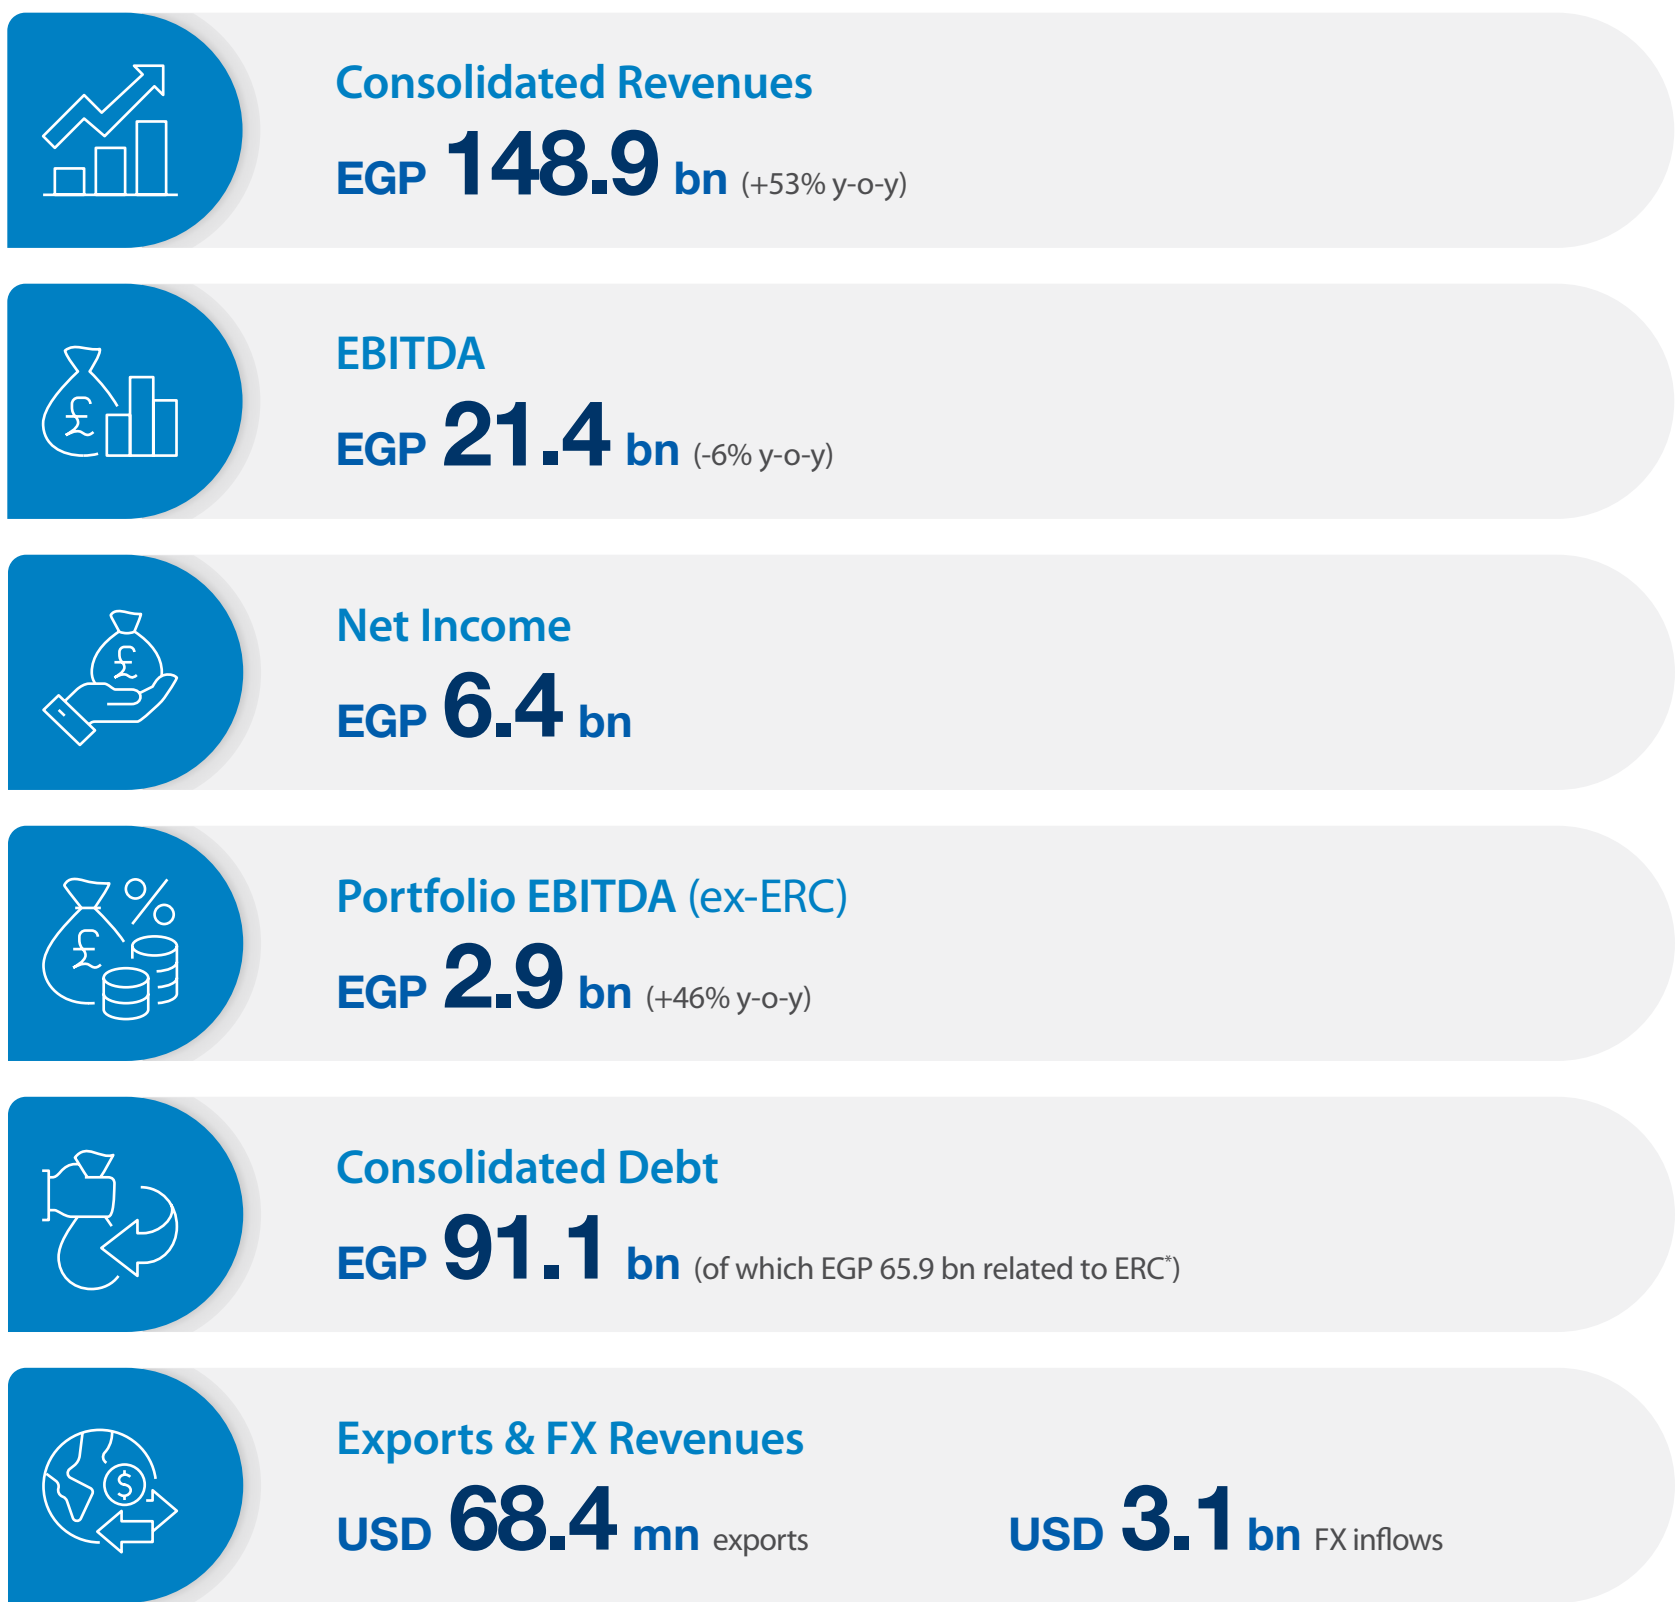 Consolidated Revenues
EGP 148.9 bn (+53% y-o-y)
EBITDA
EGP 21.4 bn (-6% y-o-y)
Net Income
EGP 6.4 bn
Portfolio EBITDA (ex-ERC)
EGP 2.9 bn (+46% y-o-y)
Consolidated Debt
EGP 91.1 bn (of which EGP 65.9 bn related to ERC*)
Exports & FX Revenues
USD 68.4 mn exports USD 3.1 bn FX inflows